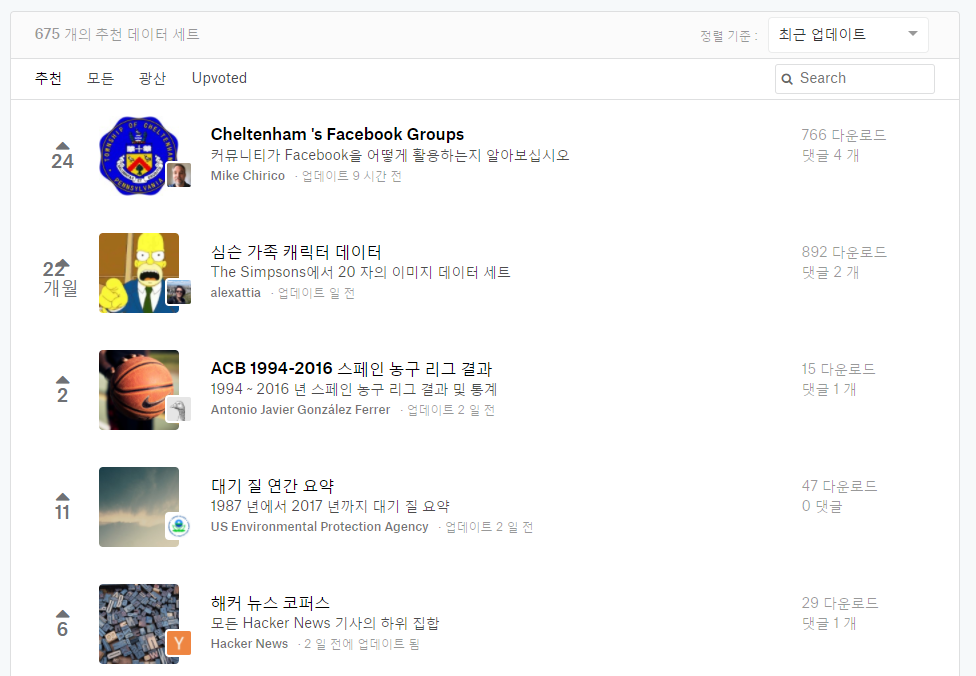 675 개의 추천 데이터 세트
정렬 기준 :
최근 업데이트
추천 모든 광산 Upvoted
Search
24
Cheltenham 's Facebook Groups
커뮤니티가 Facebook을 어떻게 활용하는지 알아보십시오
Mike Chirico · 업데이트 9 시간 전
766 다운로드
댓글 4 개
22
개월
심슨 가족 캐릭터 데이터
The Simpsons에서 20 자의 이미지 데이터 세트
alexattia · 업데이트 일 전
892 다운로드
댓글 2 개
2
ACB 1994-2016 스페인 농구 리그 결과
1994 ~ 2016 년 스페인 농구 리그 결과 및 통계
Antonio Javier González Ferrer · 업데이트 2 일 전
15 다운로드
댓글 1 개
11
대기 질 연간 요약
1987 년에서 2017 년까지 대기 질 요약
US Environmental Protection Agency · 업데이트 2 일 전
47 다운로드
0 댓글
6
해커 뉴스 코퍼스
모든 Hacker News 기사의 하위 집합
Hacker News · 2 일 전에 업데이트 됨
29 다운로드
댓글 1 개
TOWNSHIP OF CHELTENHAM
PENNSYLVANIA
Y